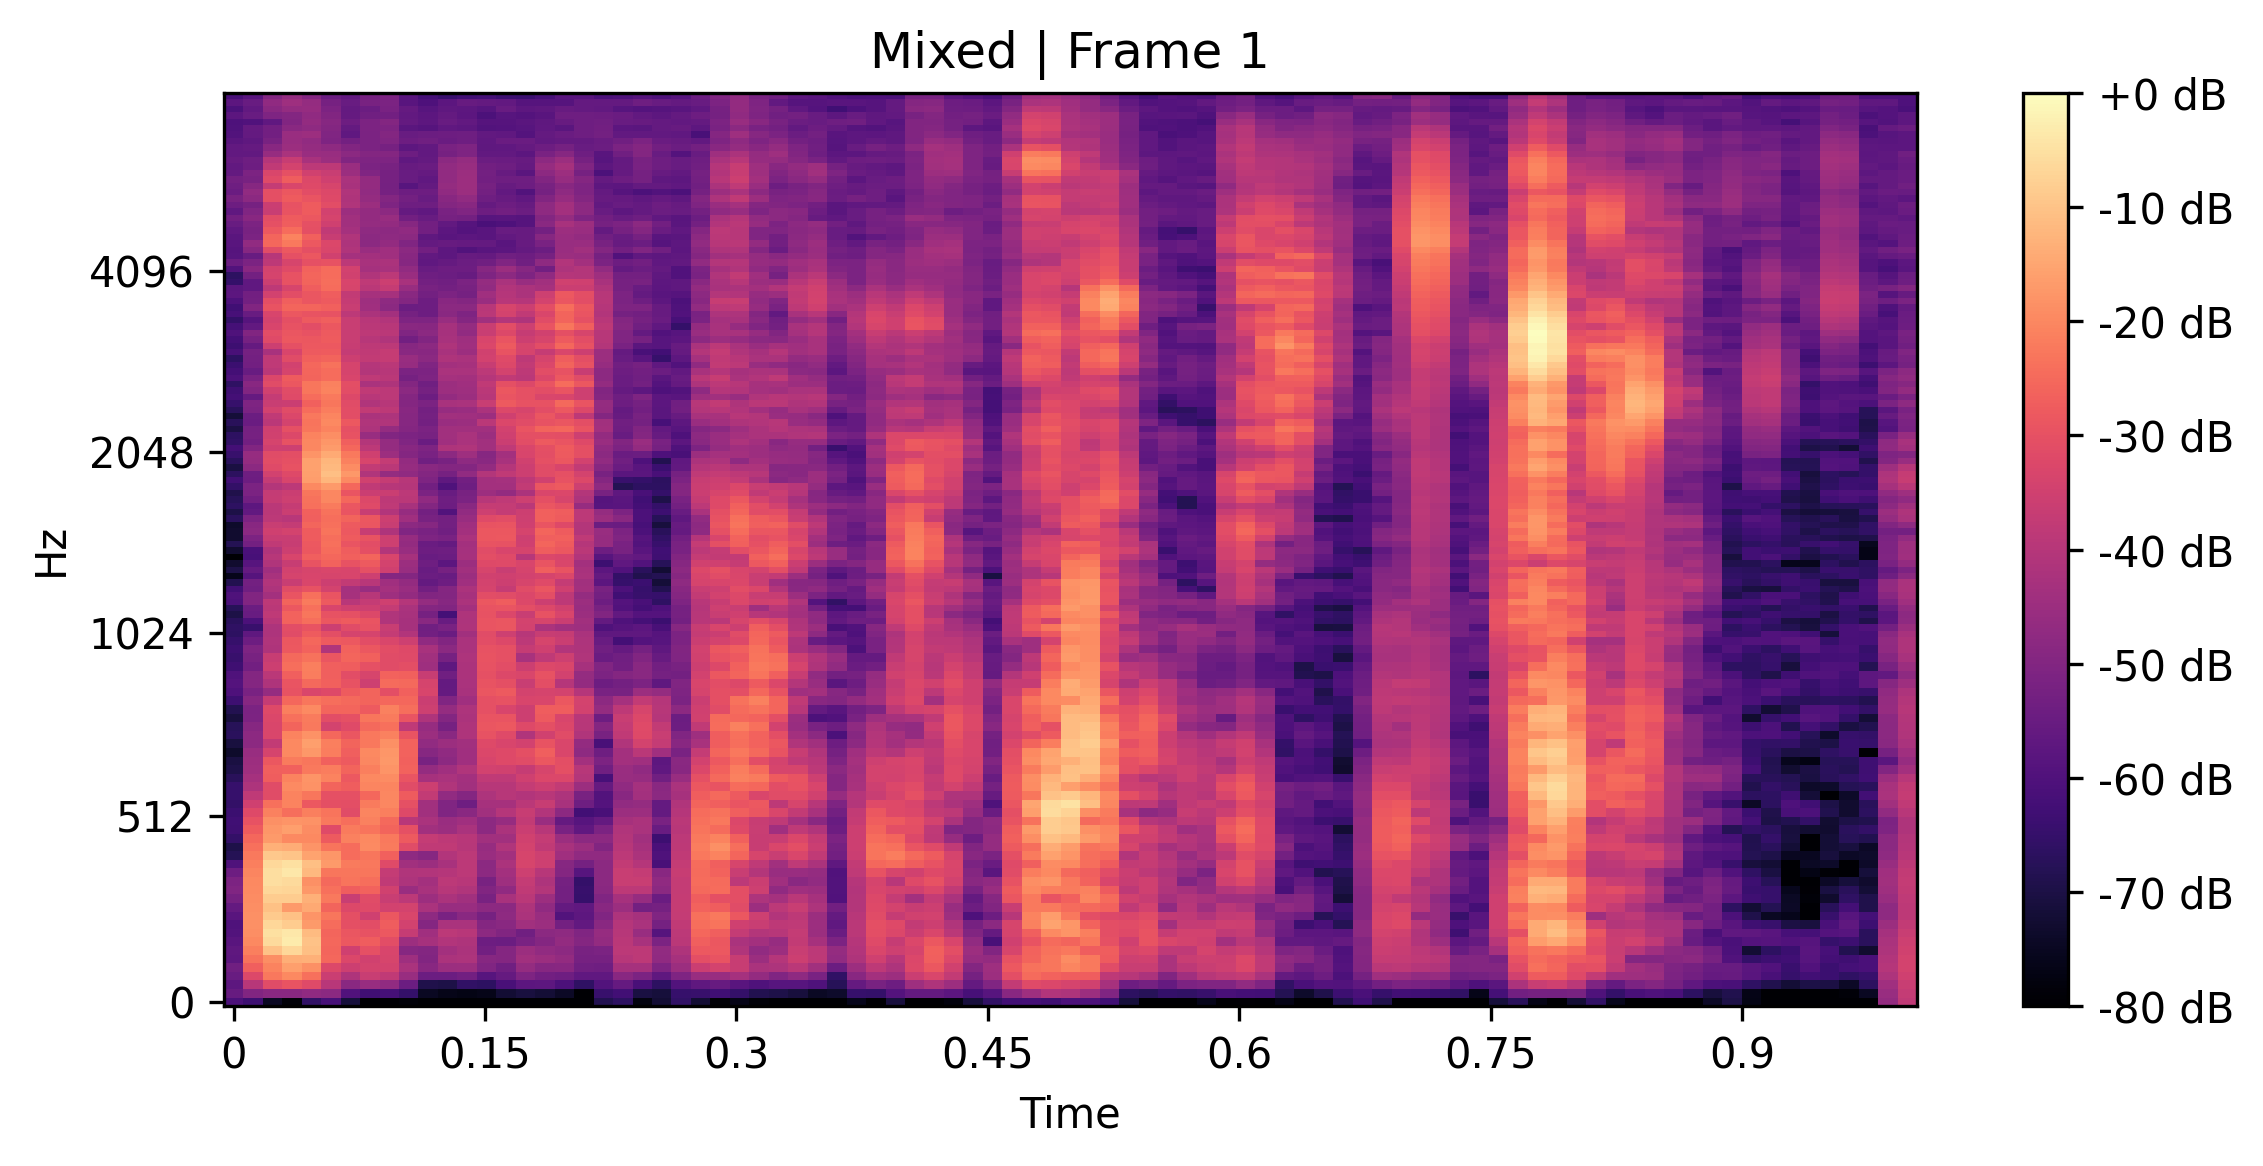 Mixed | Frame 1
Hz
4096
2048
1024
512
0
0 0.15 0.3 0.45 0.6 0.75 0.9
Time
+0 dB
-10 dB
-20 dB
-30 dB
-40 dB
-50 dB
-60 dB
-70 dB
-80 dB